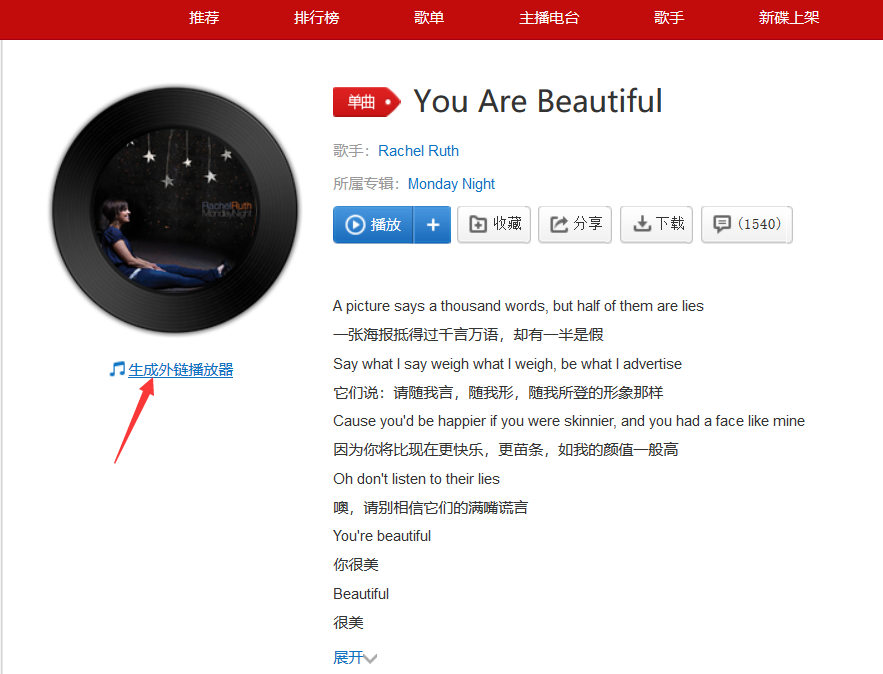 推荐 排行榜 歌单 主播电台 歌手 新碟上架
单曲 You Are Beautiful
歌手：Rachel Ruth
所属专辑：Monday Night
播放 + 收藏 分享 下载 (1540)
RachelRuth
MondayNight
生成外链播放器
A picture says a thousand words, but half of them are lies
一张海报抵得过千言万语，却有一半是假
Say what I say weigh what I weigh, be what I advertise
它们说：请随我言，随我形，随我所登的形象那样
Cause you'd be happier if you were skinnier, and you had a face like mine
因为你将比现在更快乐，更苗条，如我的颜值一般高
Oh don't listen to their lies
噢，请别相信它们的满嘴谎言
You're beautiful
你很美
Beautiful
很美
展开